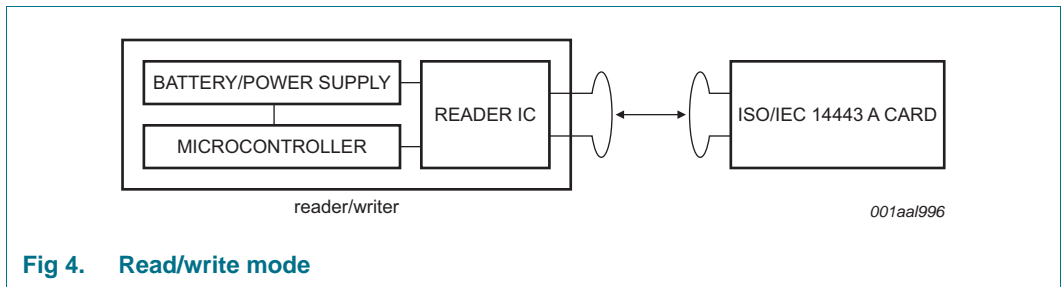 BATTERY/POWER SUPPLY
MICROCONTROLLER
READER IC
ISO/IEC 14443 A CARD
reader/writer
001aal996
Fig 4. Read/write mode